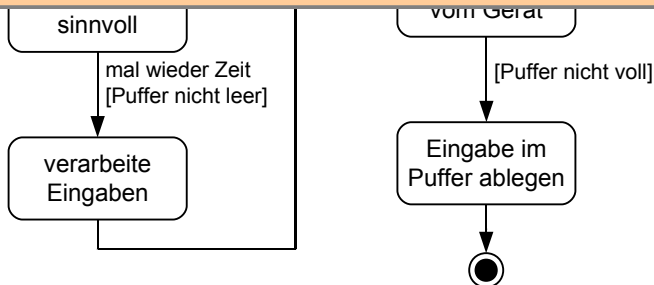 sinnvoll
mal wieder Zeit
[Puffer nicht leer]
verarbeite
Eingaben
vom Gerät
[Puffer nicht voll]
Eingabe im
Puffer ablegen